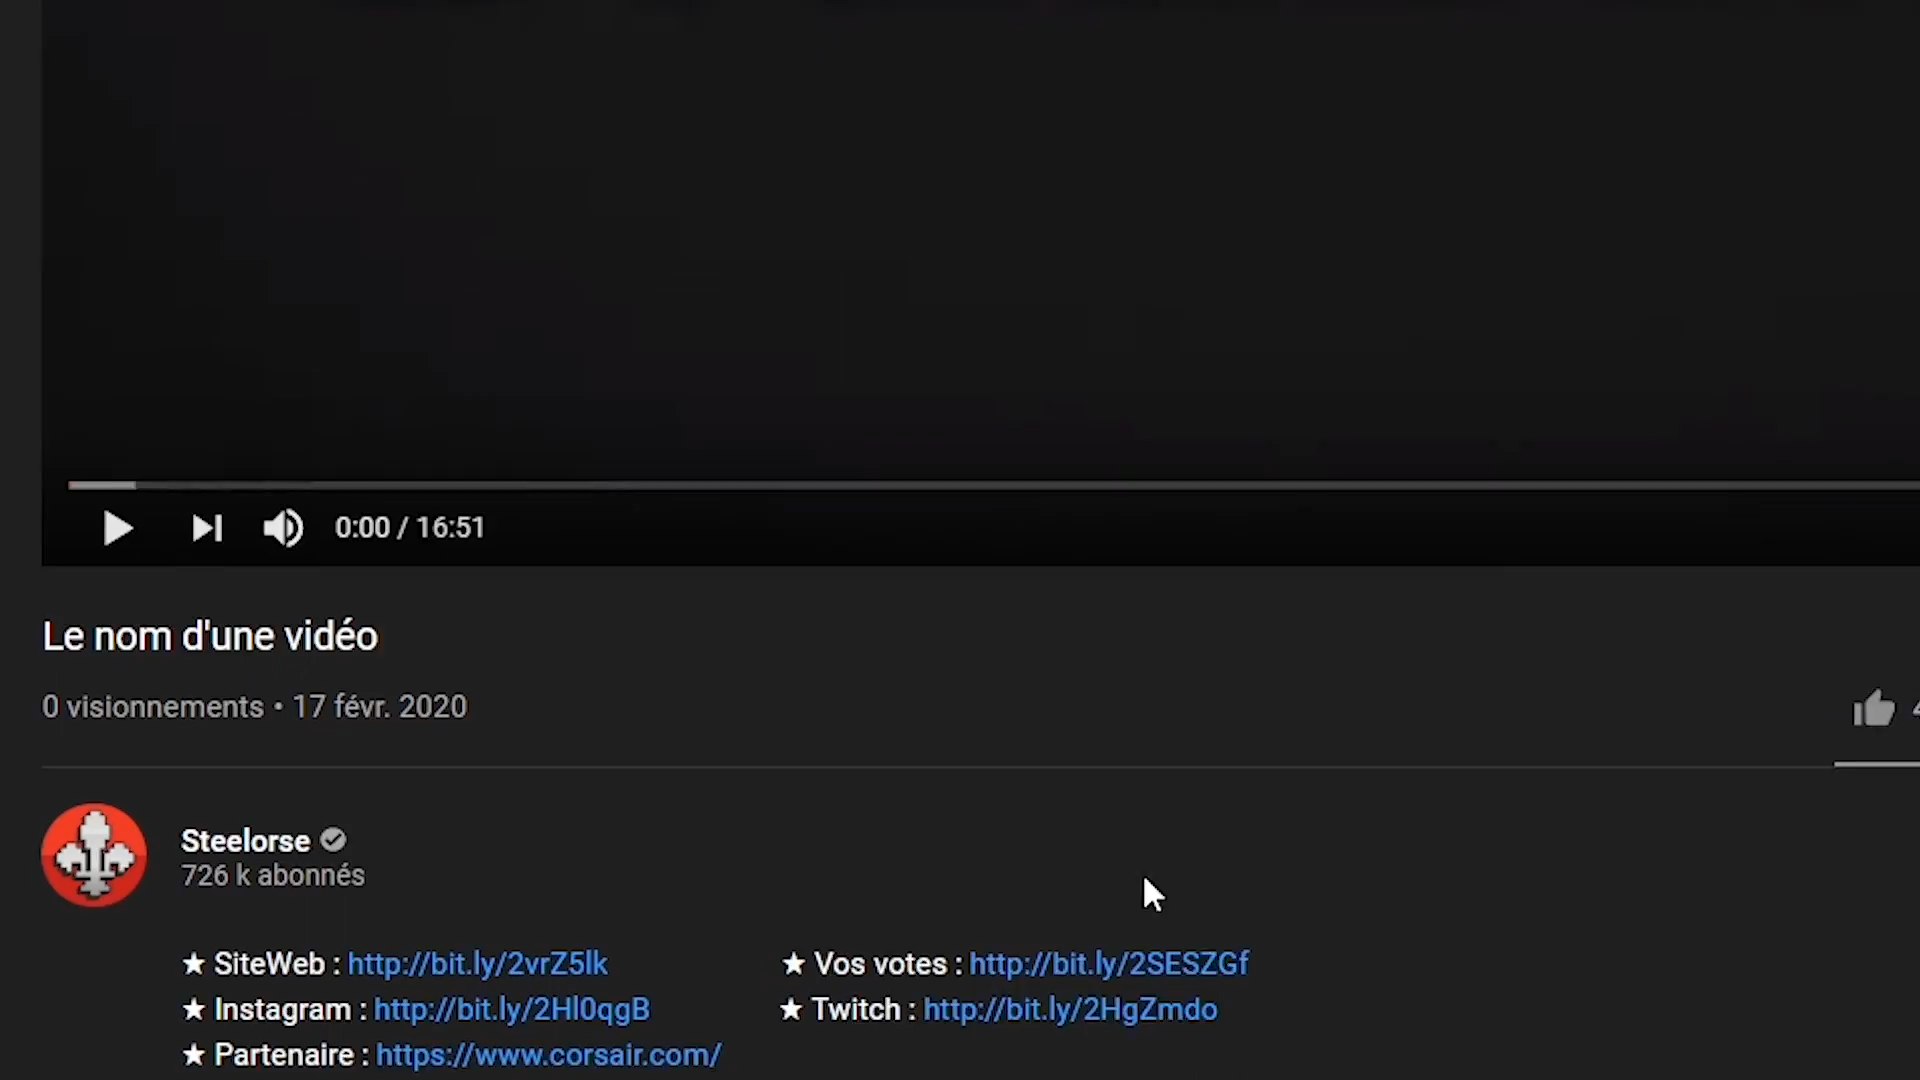 0:00 / 16:51
Le nom d'une vidéo
0 visionnements • 17 févr. 2020
Steelorse
726 k abonnés
★ SiteWeb : http://bit.ly/2vrZ5lk ★ Vos votes : http://bit.ly/2SESZGf
★ Instagram : http://bit.ly/2Hl0qgB ★ Twitch : http://bit.ly/2HgZmdo
★ Partenaire : https://www.corsair.com/